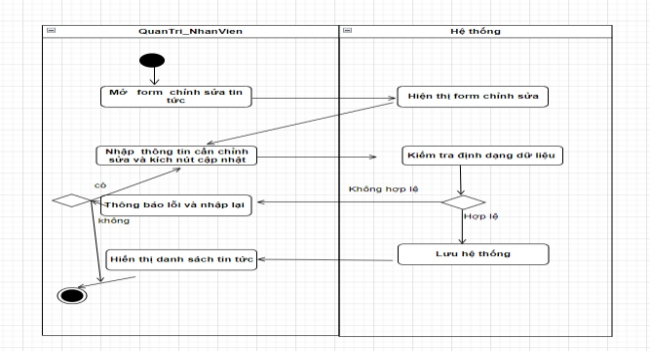 QuanTri_NhanVien
Hệ thống
Mở form chỉnh sửa tin
tức
Hiện thị form chỉnh sửa
Nhập thông tin cần chỉnh
sửa và kích nút cập nhật
Kiểm tra định dạng dữ liệu
có
Không hợp lệ
Thông báo lỗi và nhập lại
Hợp lệ
không
Hiển thị danh sách tin tức
Lưu hệ thống